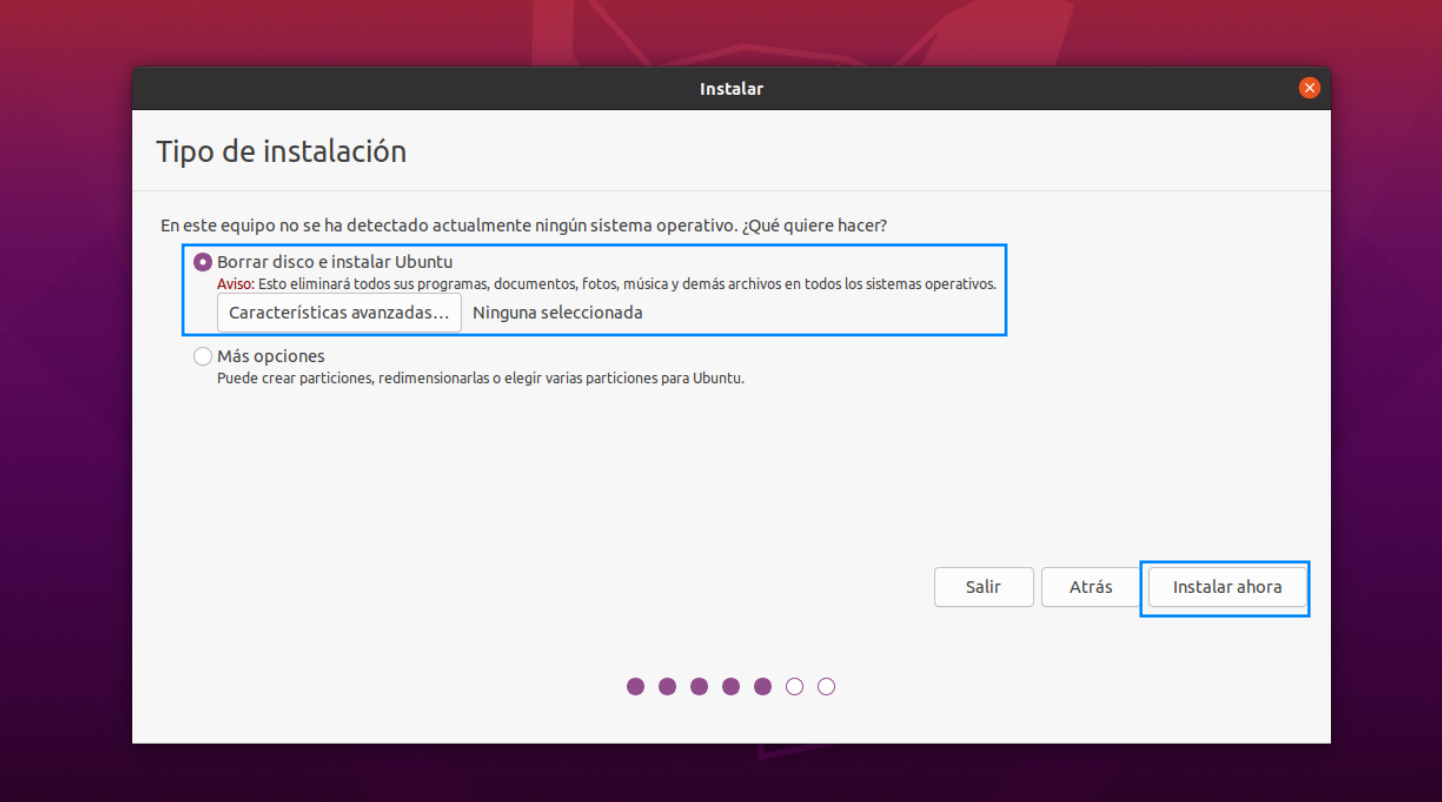 Instalar
Tipo de instalación
En este equipo no se ha detectado actualmente ningún sistema operativo. ¿Qué quiere hacer?
Borrar disco e instalar Ubuntu
Aviso: Esto eliminará todos sus programas, documentos, fotos, música y demás archivos en todos los sistemas operativos.
Características avanzadas... Ninguna seleccionada
Más opciones
Puede crear particiones, redimensionarlas o elegir varias particiones para Ubuntu.
Salir Atrás Instalar ahora